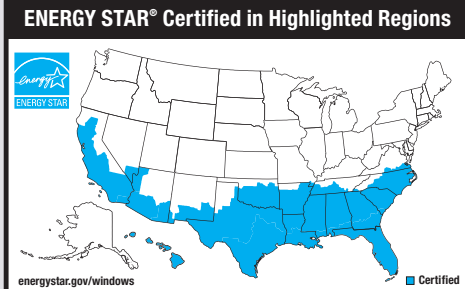 ENERGY STAR® Certified in Highlighted Regions
energy
ENERGY STAR
energystar.gov/windows
Certified